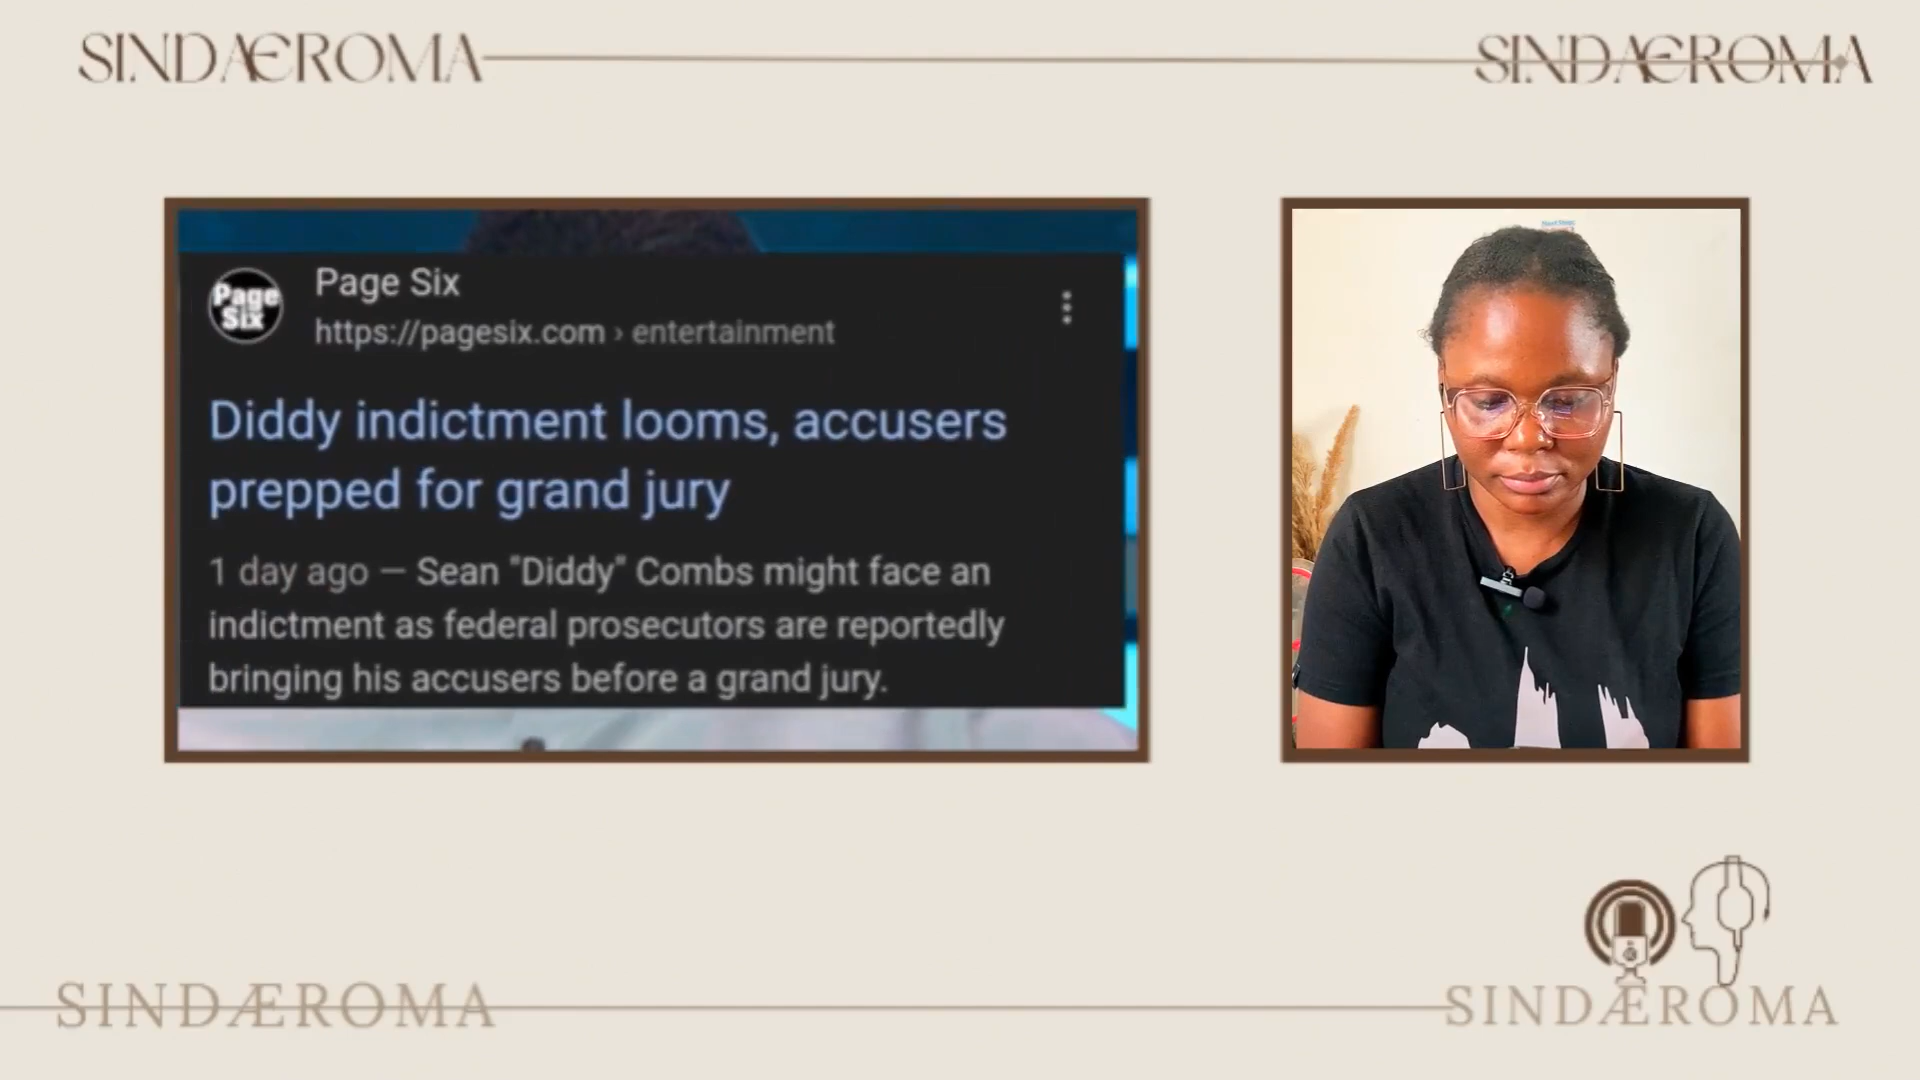 SINDÆROMA
SINDÆROMA
Page Six
Page Six
https://pagesix.com › entertainment
Diddy indictment looms, accusers
prepped for grand jury
1 day ago — Sean "Diddy" Combs might face an
indictment as federal prosecutors are reportedly
bringing his accusers before a grand jury.
SINDÆROMA
SINDÆROMA